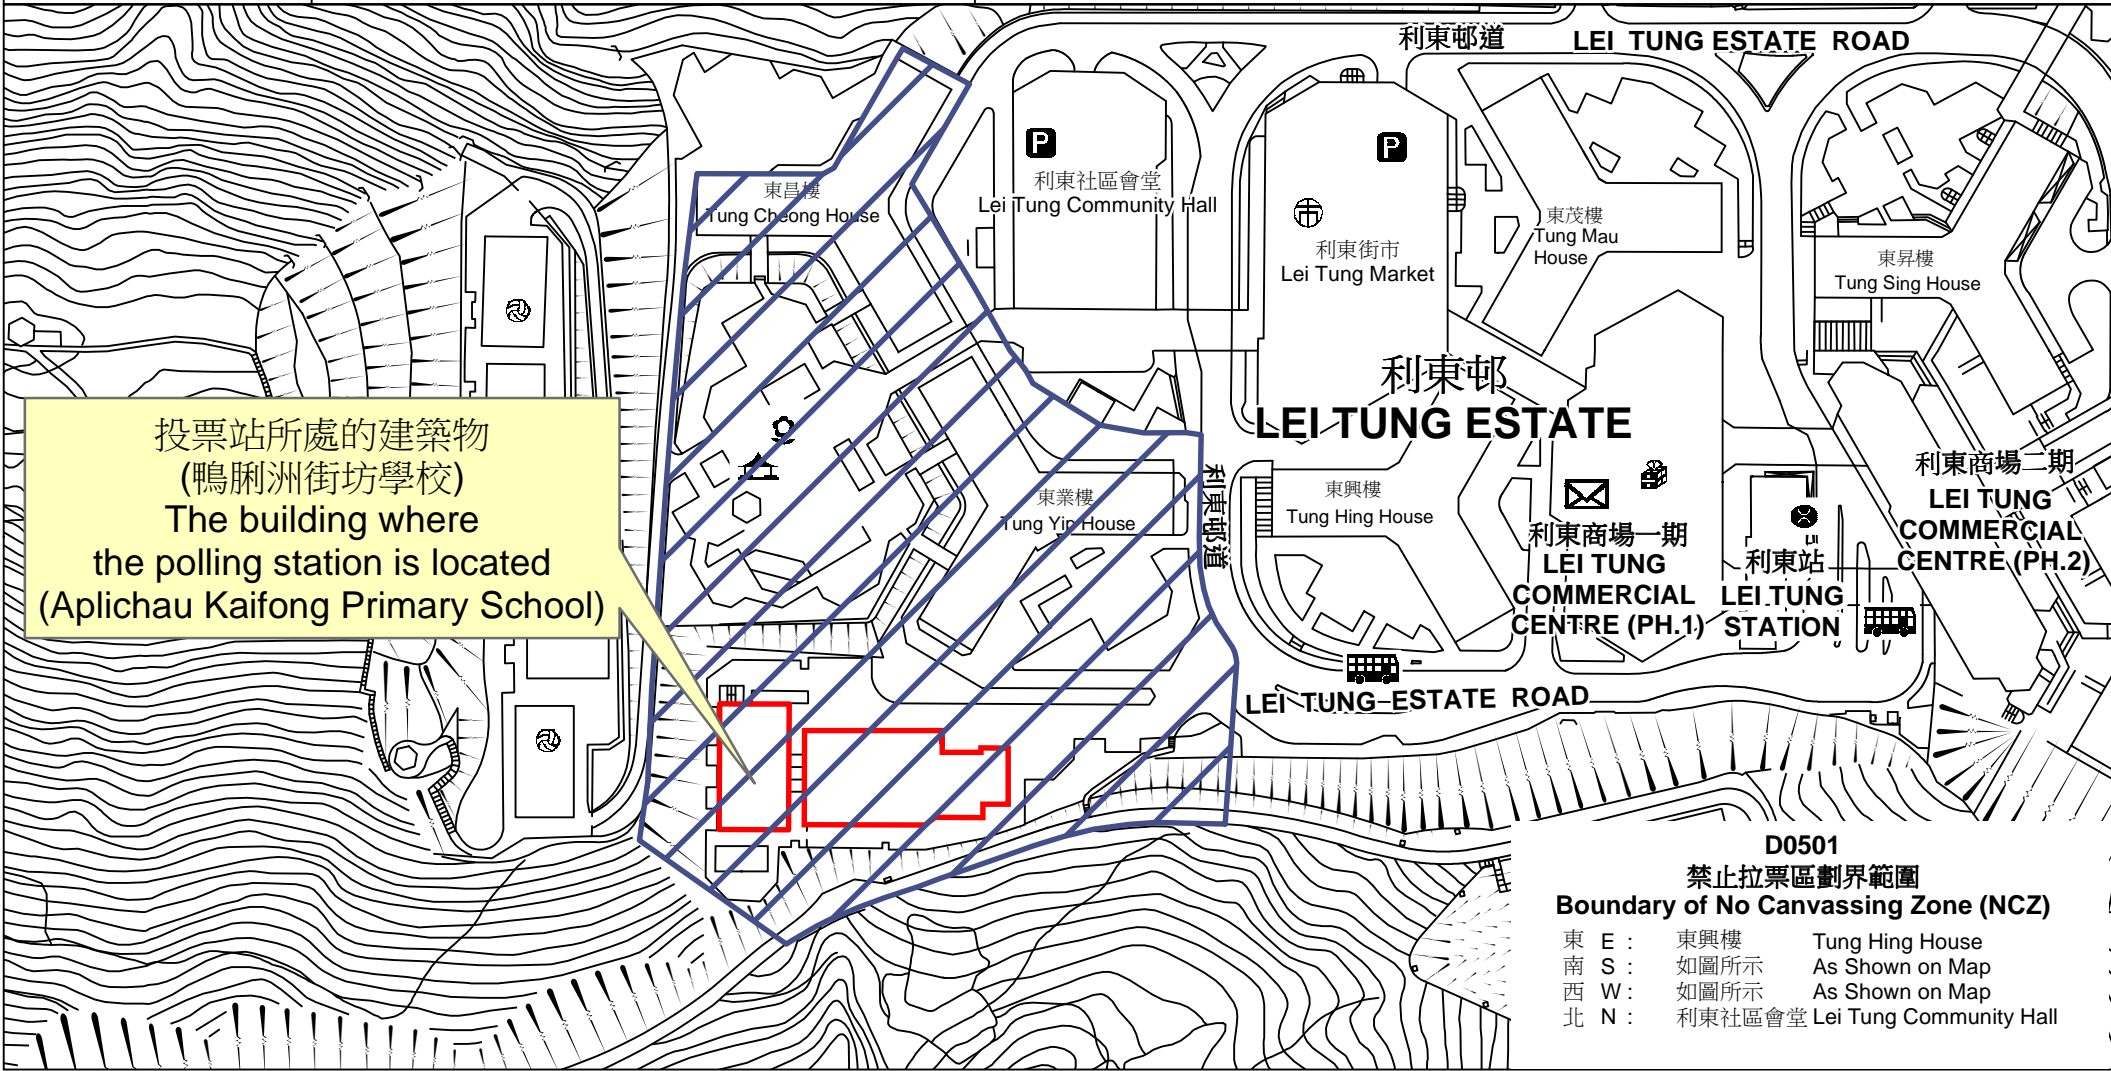 利東邨道 LEI TUNG ESTATE ROAD
P
P
東昌樓
Tung Cheong House
利東社區會堂
Lei Tung Community Hall
利東街市
Lei Tung Market
東茂樓
Tung Mau
House
東昇樓
Tung Sing House
利東邨
LEI TUNG ESTATE
投票站所處的建築物
(鴨脷洲街坊學校)
The building where
the polling station is located
(Aplichau Kaifong Primary School)
東業樓
Tung Yip House
利東邨道
東興樓
Tung Hing House
利東商場一期
LEI TUNG
COMMERCIAL
CENTRE (PH.1)
利東站
LEI TUNG
STATION
利東商場二期
LEI TUNG
COMMERCIAL
CENTRE (PH.2)
LEI TUNG ESTATE ROAD
D0501
禁止拉票區劃界範圍
Boundary of No Canvassing Zone (NCZ)
東 E : 東興樓 Tung Hing House
南 S : 如圖所示 As Shown on Map
西 W : 如圖所示 As Shown on Map
北 N : 利東社區會堂 Lei Tung Community Hall